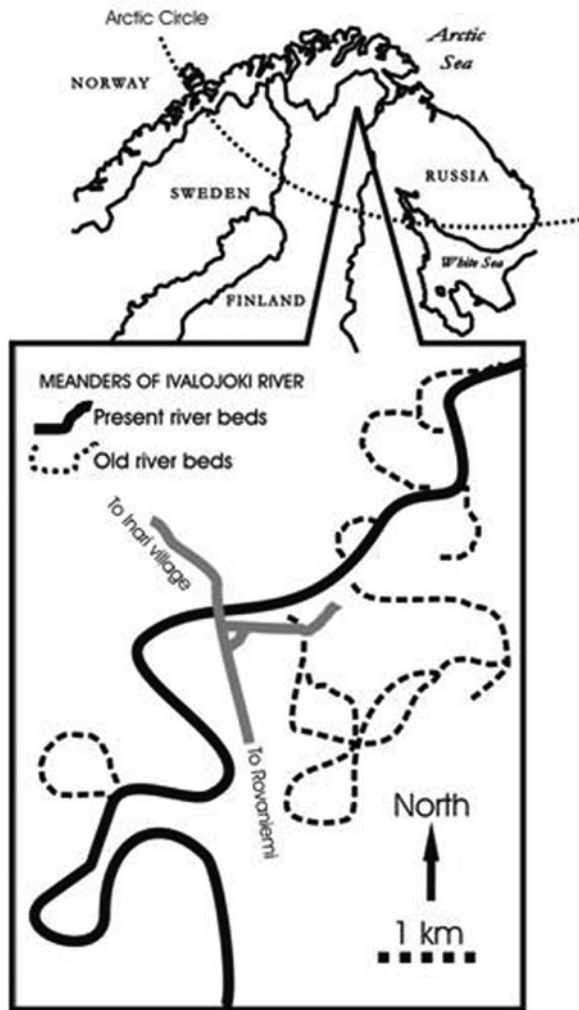 Arctic Circle
Arctic
Sea
NORWAY
SWEDEN
RUSSIA
White Sea
FINLAND
MEANDERS OF IVALOJOKI RIVER
Present river beds
Old river beds
To Inari village
To Rovaniemi
North
1 km